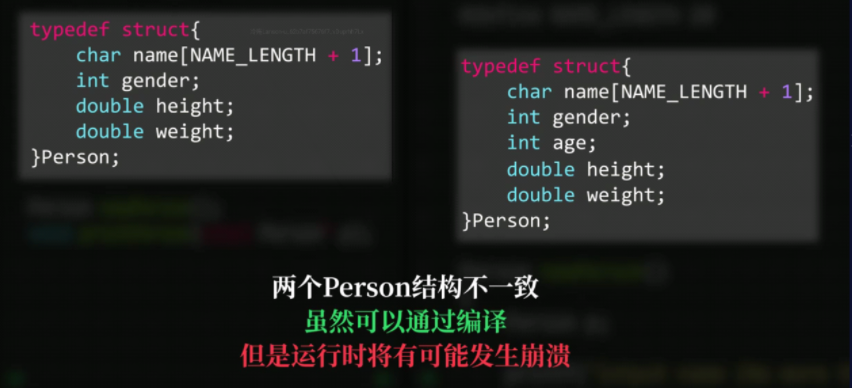 typedef struct{
    char name[NAME_LENGTH + 1];
    int gender;
    double height;
    double weight;
}Person;
typedef struct{
    char name[NAME_LENGTH + 1];
    int gender;
    int age;
    double height;
    double weight;
}Person;
两个Person结构不一致
虽然可以通过编译
但是运行时将有可能发生崩溃